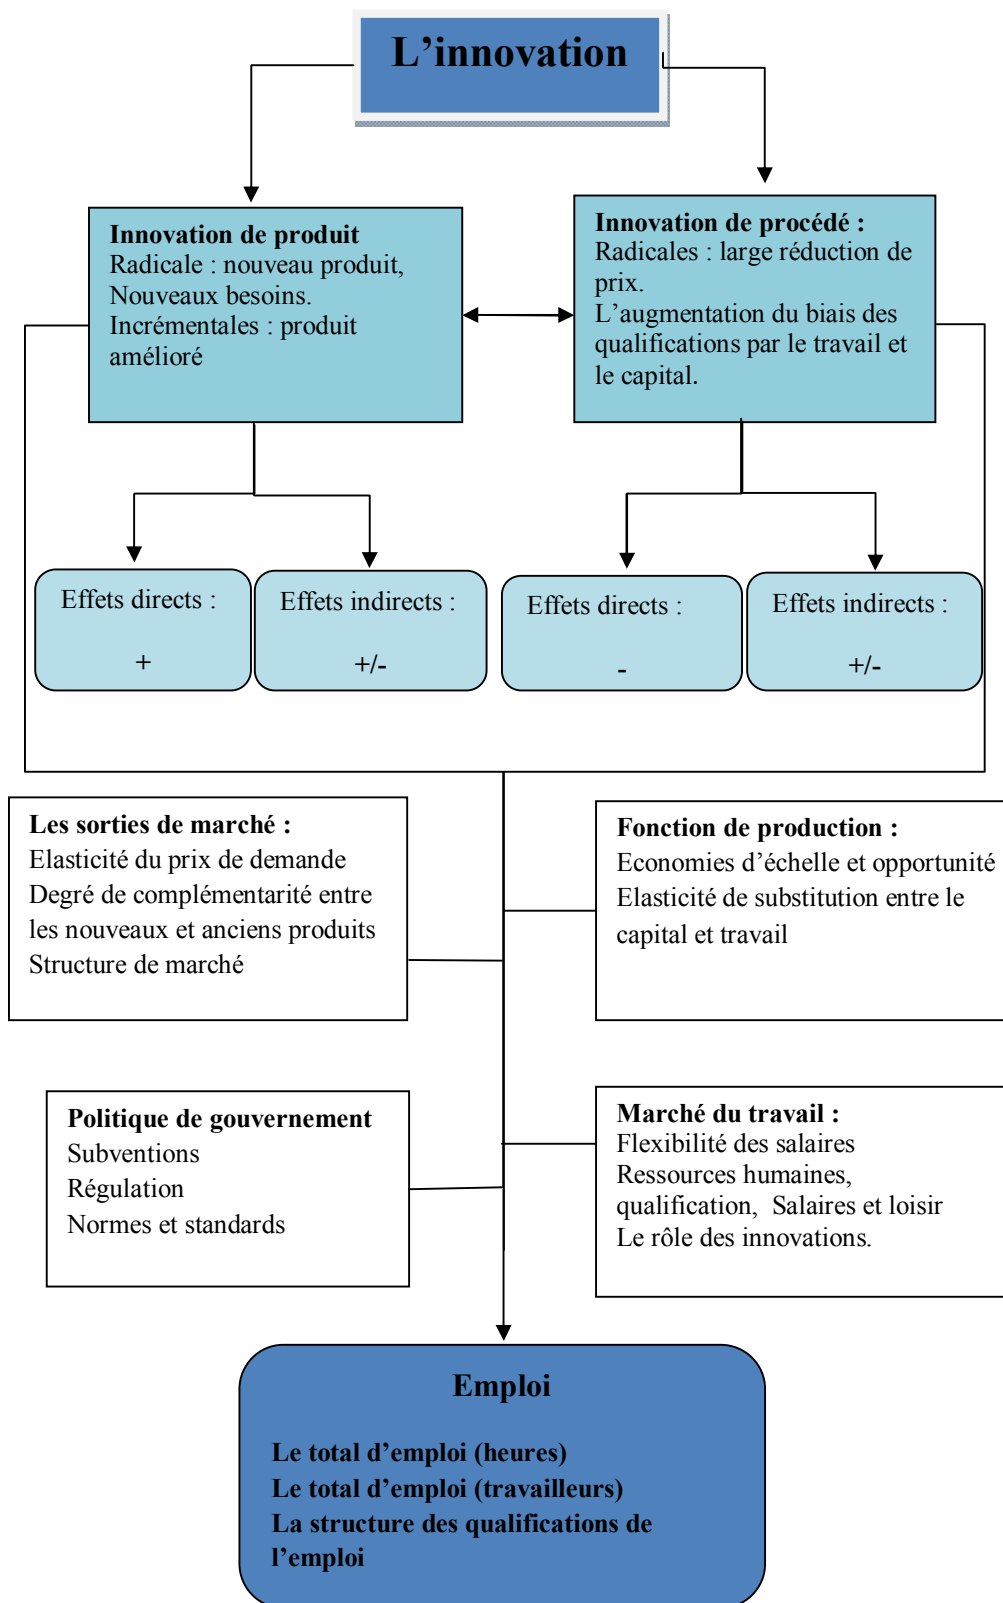 L’innovation
Innovation de produit
Radicale : nouveau produit,
Nouveaux besoins.
Incrémentales : produit
amélioré
Innovation de procédé :
Radicales : large réduction de
prix.
L’augmentation du biais des
qualifications par le travail et
le capital.
Effets directs :
+
Effets indirects :
+/-
Effets directs :
-
Effets indirects :
+/-
Les sorties de marché :
Elasticité du prix de demande
Degré de complémentarité entre
les nouveaux et anciens produits
Structure de marché
Fonction de production :
Economies d’échelle et opportunité
Elasticité de substitution entre le
capital et travail
Politique de gouvernement
Subventions
Régulation
Normes et standards
Marché du travail :
Flexibilité des salaires
Ressources humaines,
qualification, Salaires et loisir
Le rôle des innovations.
Emploi
Le total d’emploi (heures)
Le total d’emploi (travailleurs)
La structure des qualifications de
l’emploi